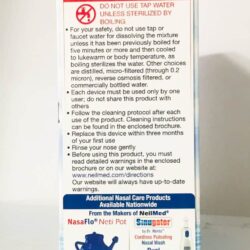 DO NOT USE TAP WATER
UNLESS STERILIZED BY
BOILING.
• For your safety, do not use tap or
faucet water for dissolving the mixture
unless it has been previously boiled for
five minutes or more and then cooled
to lukewarm or body temperature, as
boiling sterilizes the water. Other choices
are distilled, micro-filtered (through 0.2
micron), reverse osmosis filtered, or
commercially bottled water.
• Each device must be only used by one
user; do not share this product with
others
• Follow the cleaning protocol after each
use of the product. Cleaning instructions
can be found in the enclosed brochure.
• Replace this device within three months
of your first use
• Rinse your nose gently
• Before using this product, you must
read detailed warnings in the enclosed
brochure or on our website at
www.neilmed.com/directions
Our website will always have up-to-date
warnings.
Additional Nasal Care Products
Available Nationwide
From the Makers of NeilMed®
NasaFlo® Neti Pot
Sinugator
Cordless Pulsating
Nasal Wash